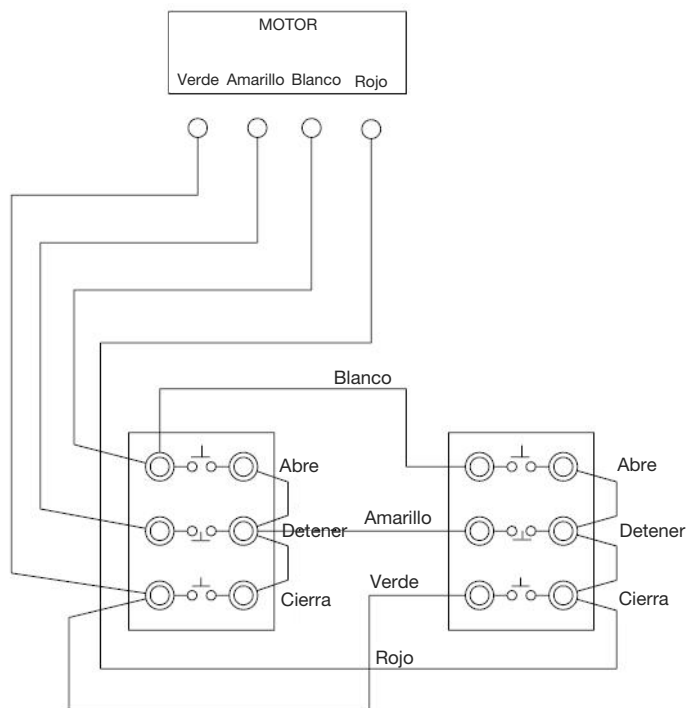 MOTOR
Verde Amarillo Blanco Rojo
Blanco
Abre
Abre
Amarillo
Detener
Detener
Verde
Cierra
Cierra
Rojo